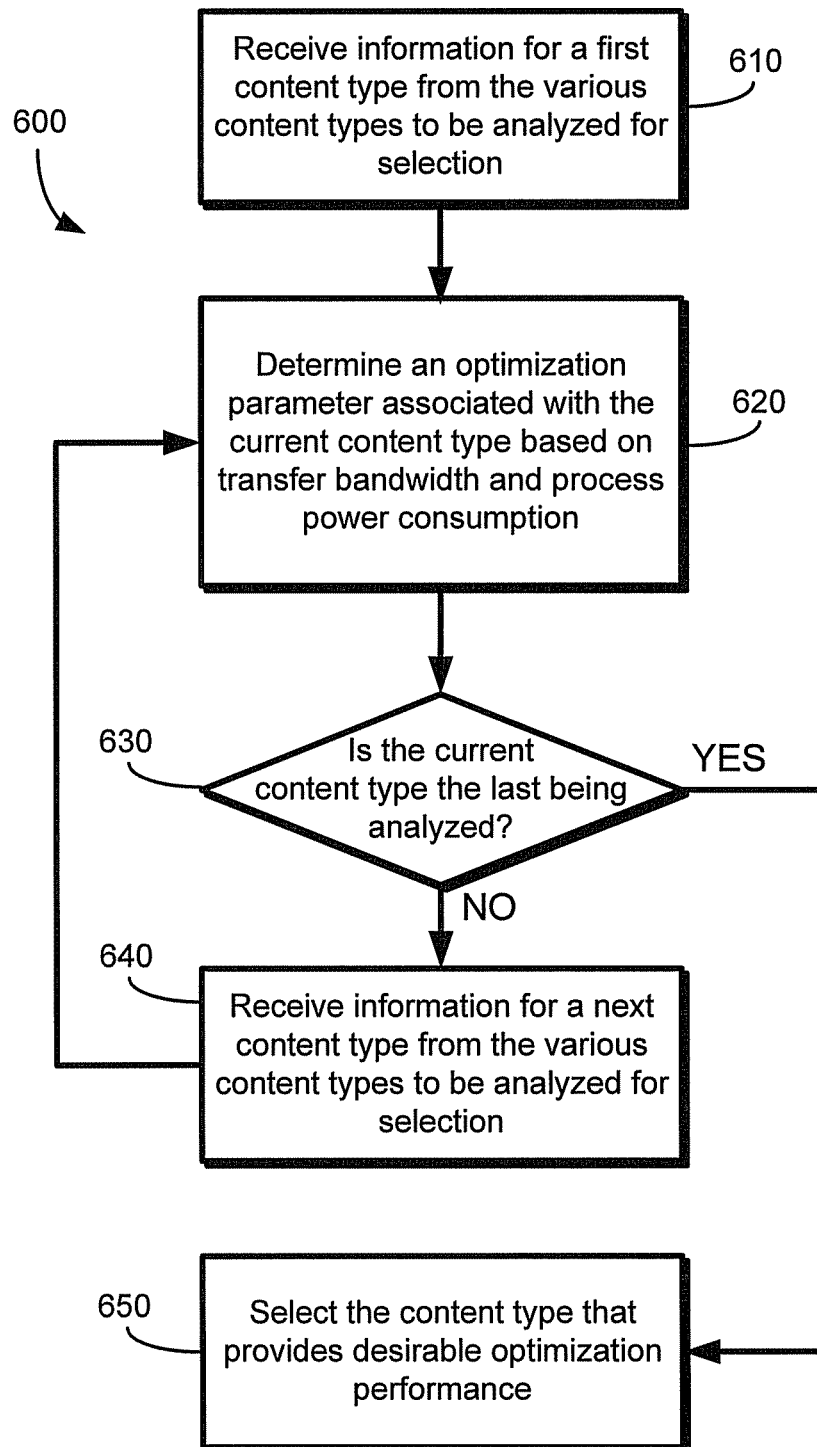 Receive information for a first
content type from the various
content types to be analyzed for
selection
610
600
Determine an optimization
parameter associated with the
current content type based on
transfer bandwidth and process
power consumption
620
630
Is the current
content type the last being
analyzed?
YES
NO
640
Receive information for a next
content type from the various
content types to be analyzed for
selection
650
Select the content type that
provides desirable optimization
performance